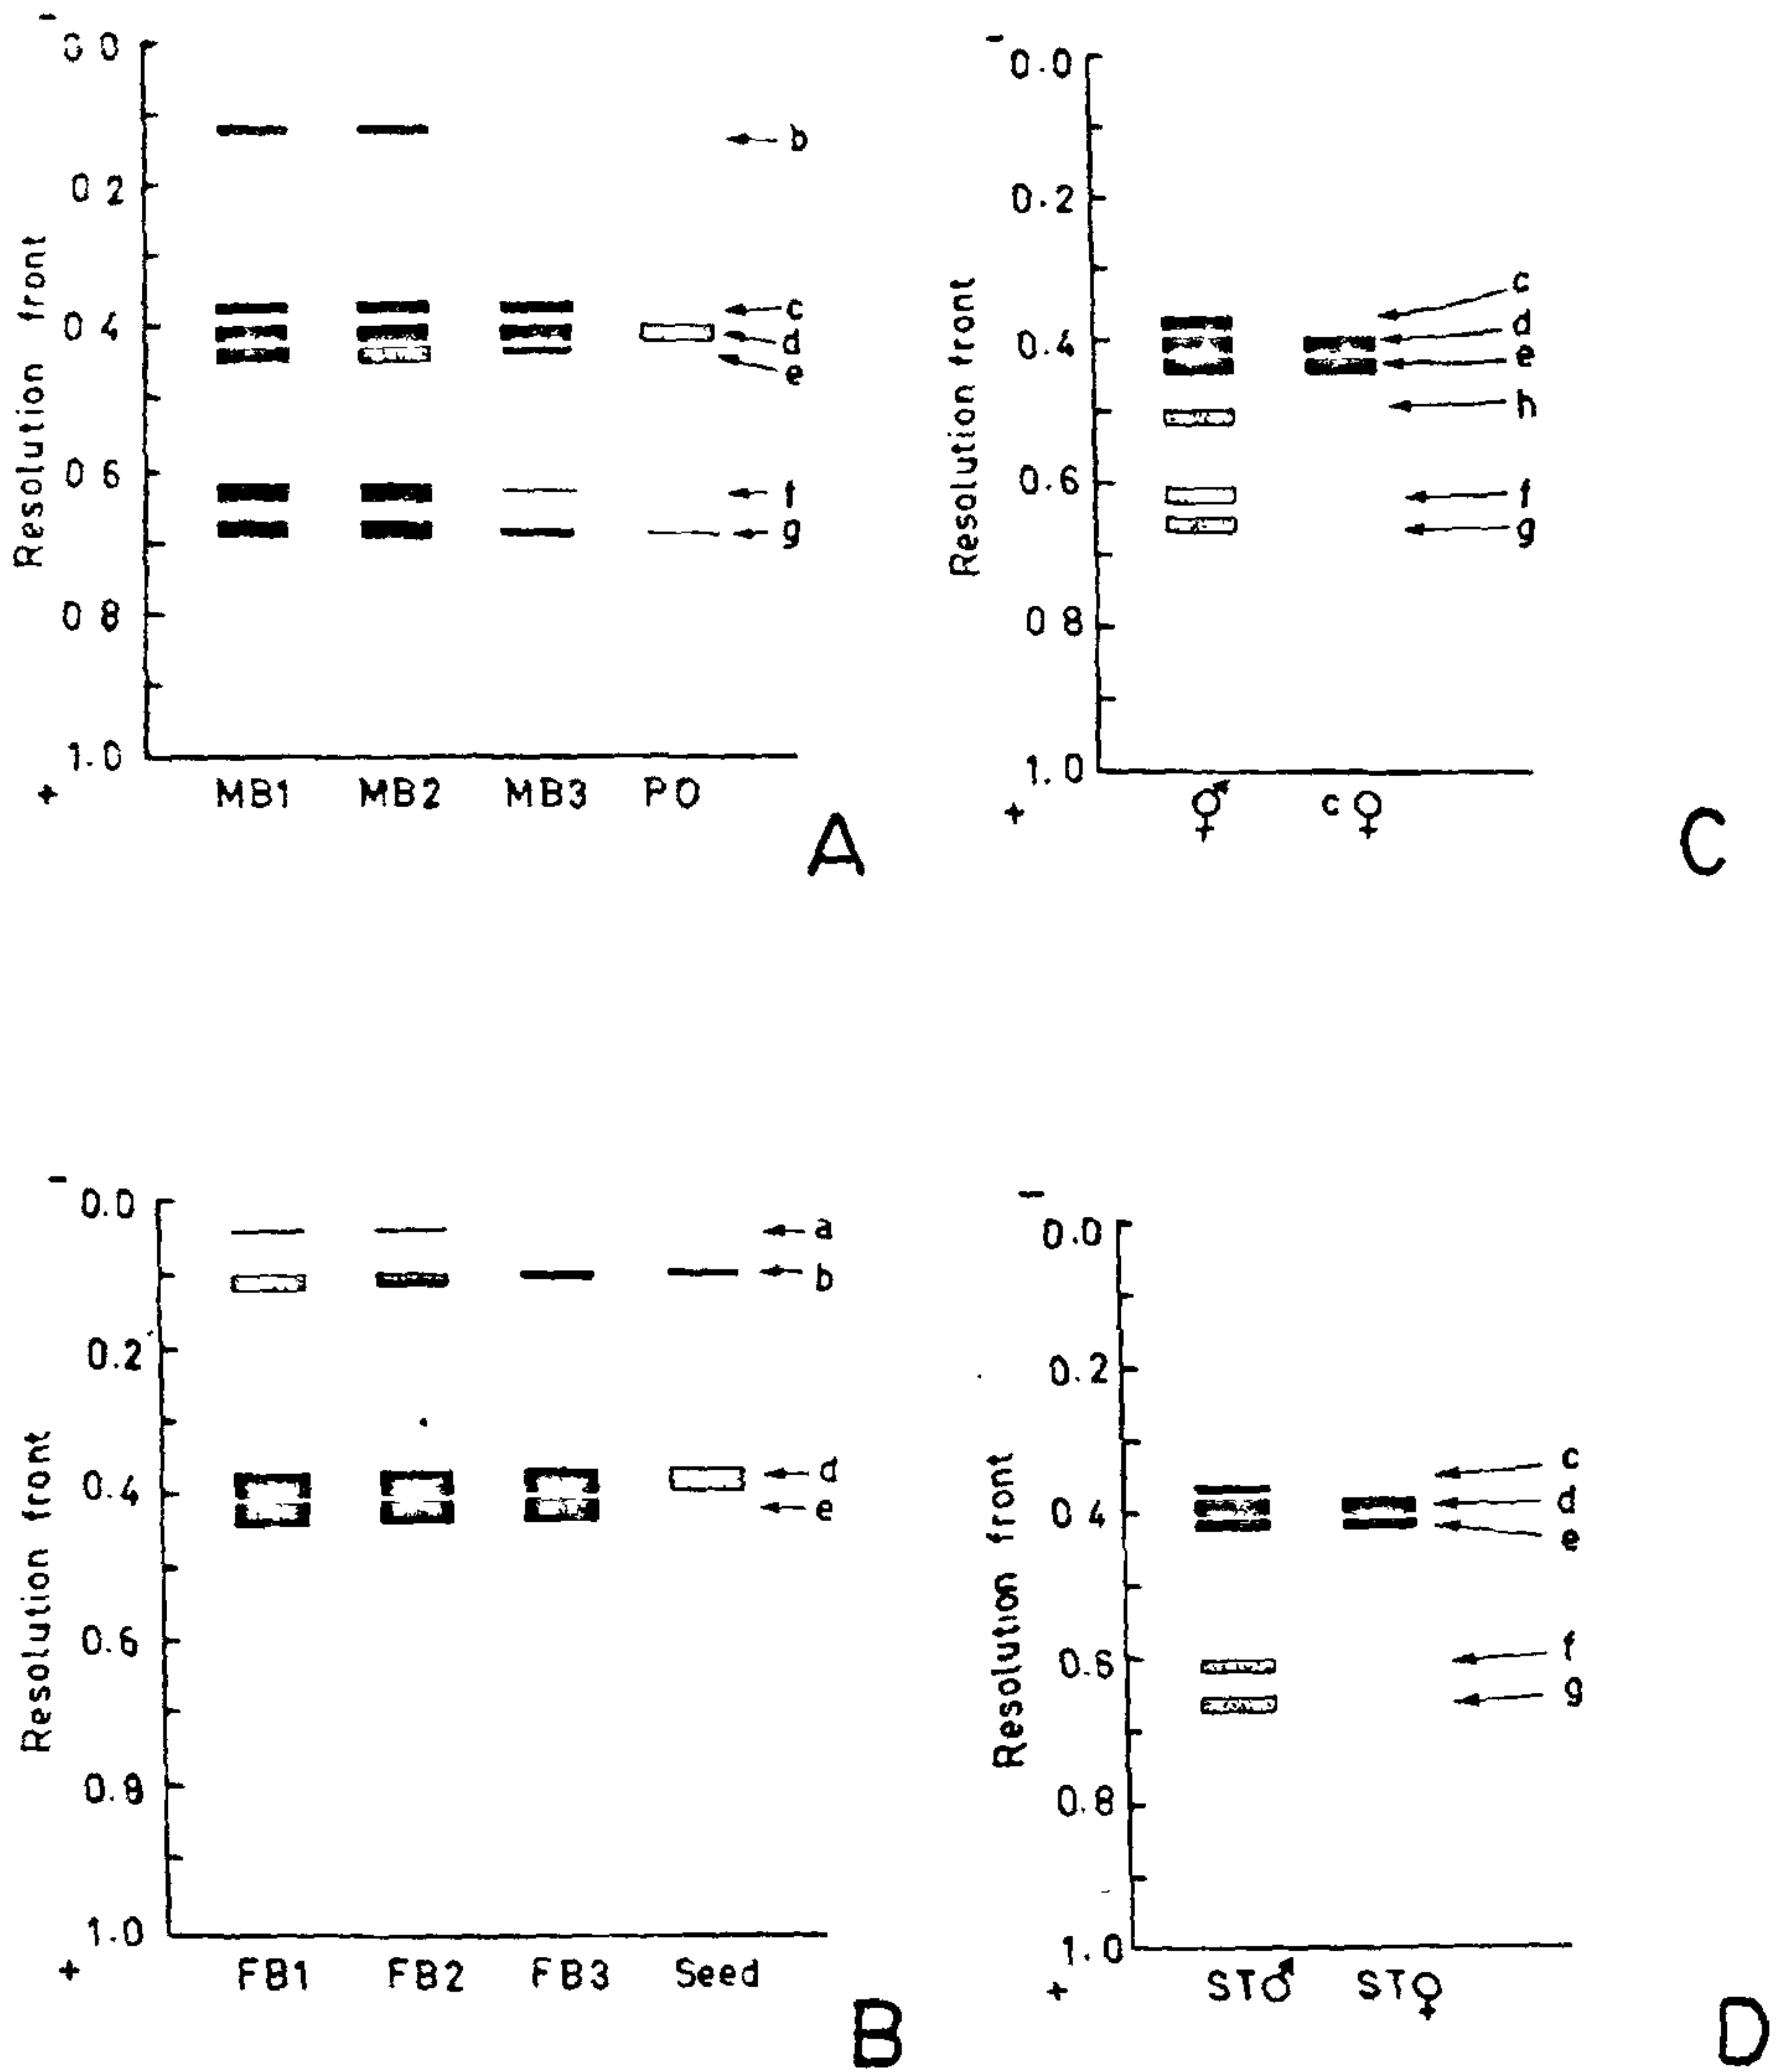 -
0.0
b
0 2
c
0 4
d
e
0 6
f
g
0 8
1.0
Resolution front
+
MB1 MB2 MB3 PO
A
-
0.0
0.2
c
d
0.4
e
h
0.6
f
g
0 8
1.0
Resolution front
+
⚥ c♀
C
-
0.0
a
b
0.2
d
0.4
e
0.6
0.8
1.0
Resolution front
+
FB1 FB2 FB3 Seed
B
-
0.0
0.2
c
d
0 4
e
f
0.6
g
0.8
1.0
Resolution front
+
ST♂ ST♀
D